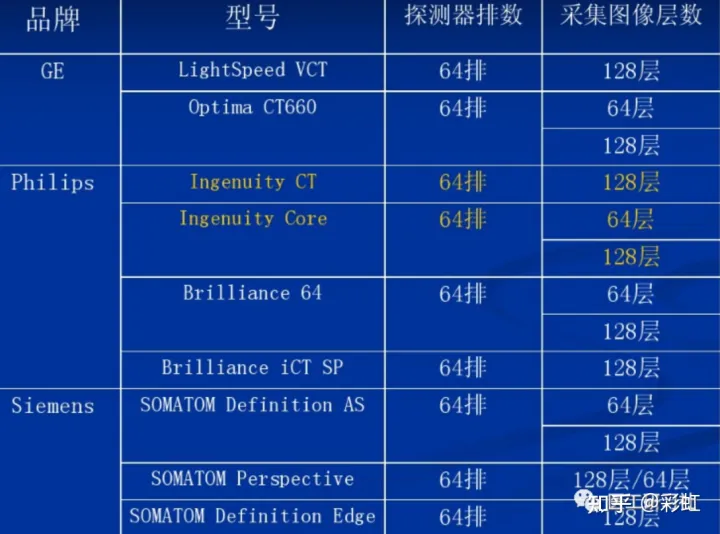 品牌 型号 探测器排数 采集图像层数
GE LightSpeed VCT 64排 128层
Optima CT660 64排 64层
128层
Philips Ingenuity CT 64排 128层
Ingenuity Core 64排 64层
128层
Brilliance 64 64排 64层
128层
Brilliance iCT SP 64排 128层
Siemens SOMATOM Definition AS 64排 64层
128层
SOMATOM Perspective 64排 128层/64层
SOMATOM Definition Edge 64排 128层
知乎 @彩虹